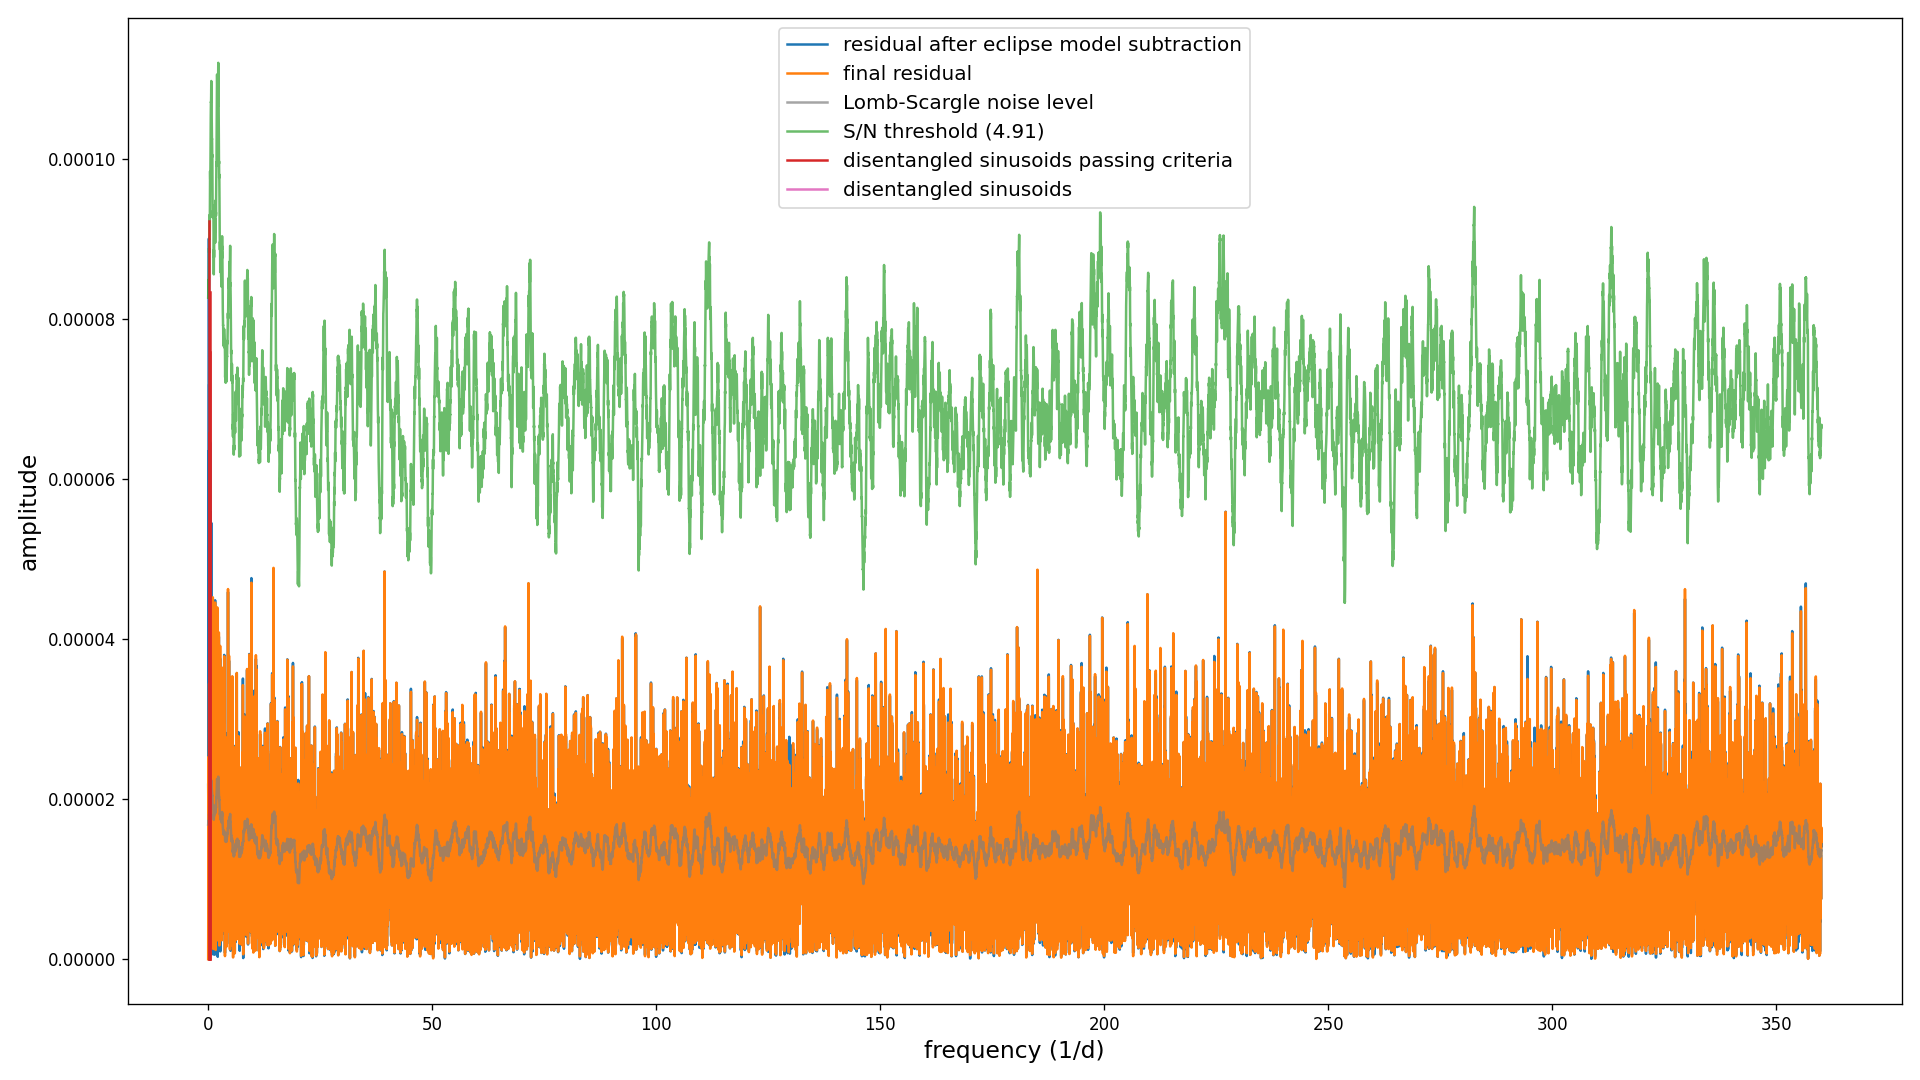 residual after eclipse model subtraction
final residual
Lomb-Scargle noise level
S/N threshold (4.91)
disentangled sinusoids passing criteria
disentangled sinusoids
amplitude
0.00010
0.00008
0.00006
0.00004
0.00002
0.00000
0 50 100 150 200 250 300 350
frequency (1/d)